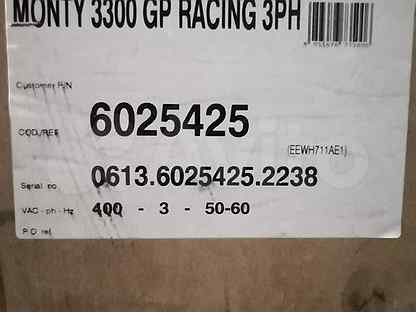 MONTY 3300 GP RACING 3PH
Customer P/N
COD./REF. 6025425
(EEWH711AE1)
Serial no. 0613.6025425.2238
VAC - ph - Hz 400 - 3 - 50-60
P.O. ref.